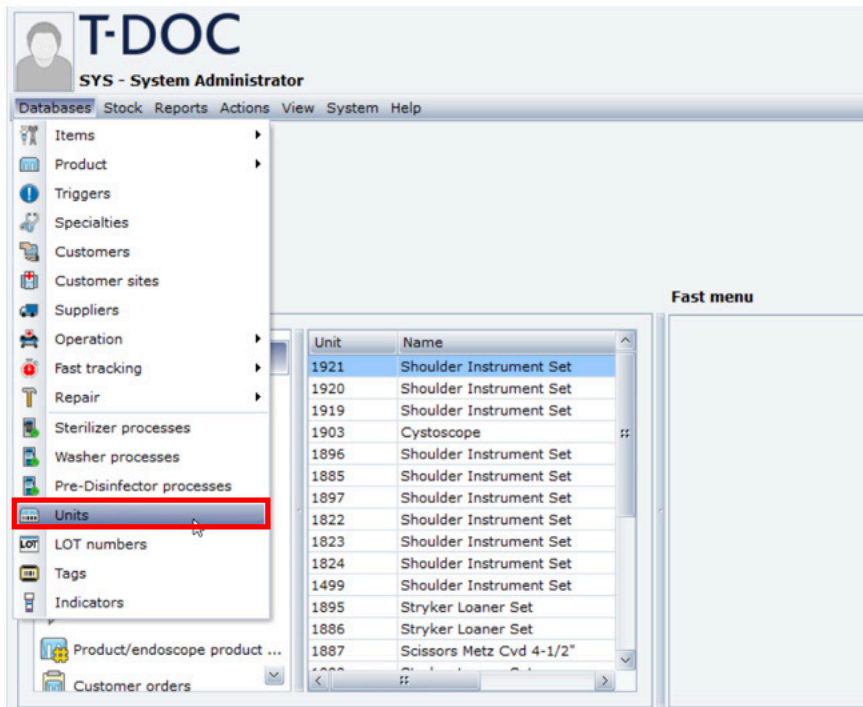 T-DOC
SYS - System Administrator
Databases Stock Reports Actions View System Help
Items
Product
Triggers
Specialties
Customers
Customer sites
Suppliers
Operation
Fast tracking
Repair
Sterilizer processes
Washer processes
Pre-Disinfector processes
Units
LOT numbers
Tags
Indicators
Product/endoscope product ...
Customer orders
Unit Name
1921 Shoulder Instrument Set
1920 Shoulder Instrument Set
1919 Shoulder Instrument Set
1903 Cystoscope
1896 Shoulder Instrument Set
1885 Shoulder Instrument Set
1897 Shoulder Instrument Set
1822 Shoulder Instrument Set
1823 Shoulder Instrument Set
1824 Shoulder Instrument Set
1499 Shoulder Instrument Set
1895 Stryker Loaner Set
1886 Stryker Loaner Set
1887 Scissors Metz Cvd 4-1/2"
Fast menu